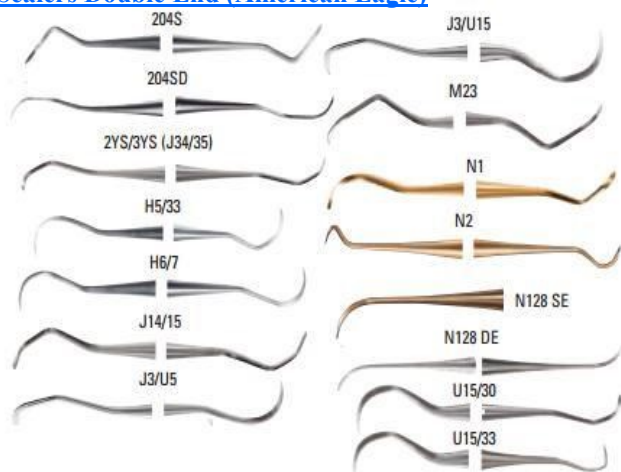 Scalers Double End (American Eagle)
204S
204SD
2YS/3YS (J34/35)
H5/33
H6/7
J14/15
J3/U5
J3/U15
M23
N1
N2
N128 SE
N128 DE
U15/30
U15/33